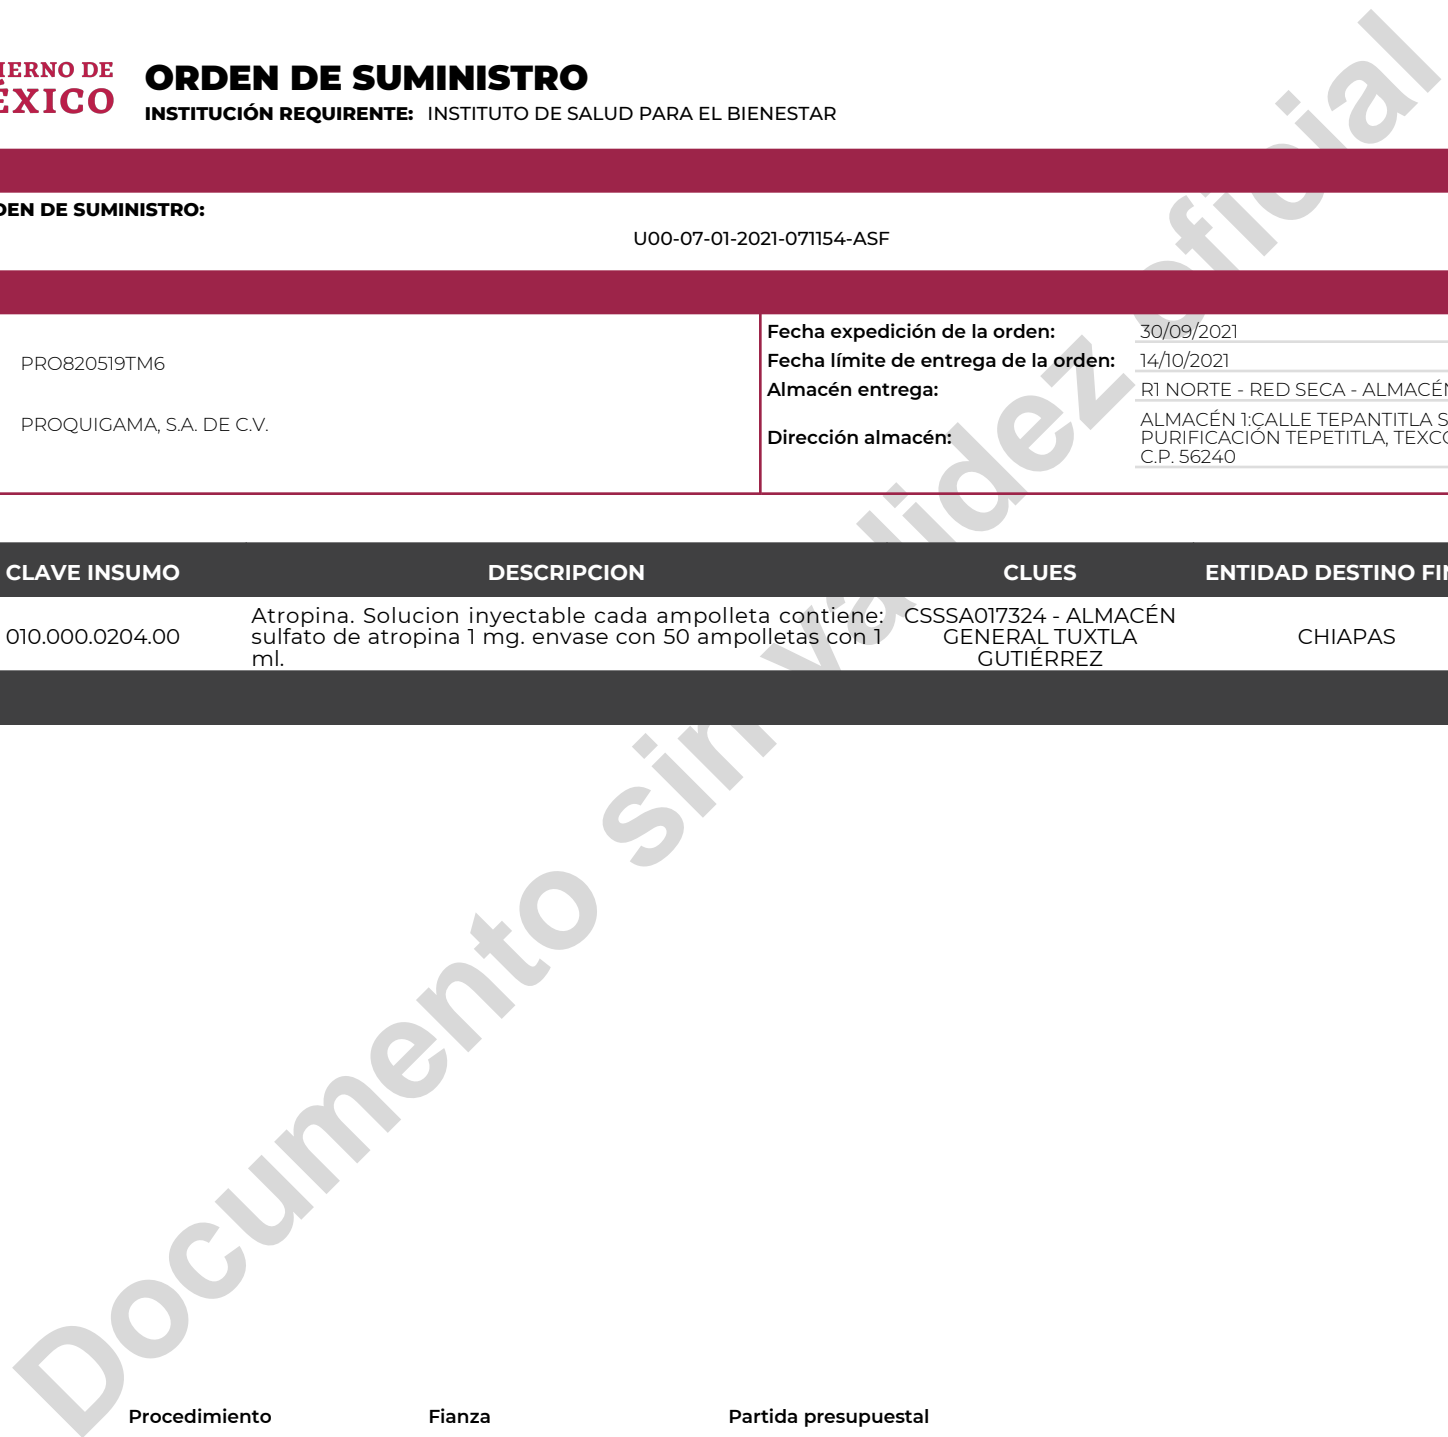 IERNO DE
ÉXICO
ORDEN DE SUMINISTRO
INSTITUCIÓN REQUIRENTE: INSTITUTO DE SALUD PARA EL BIENESTAR
DEN DE SUMINISTRO:
U00-07-01-2021-071154-ASF
PRO820519TM6
PROQUIGAMA, S.A. DE C.V.
Fecha expedición de la orden: 30/09/2021
Fecha límite de entrega de la orden: 14/10/2021
Almacén entrega: R1 NORTE - RED SECA - ALMACÉN
Dirección almacén:
ALMACÉN 1:CALLE TEPANTITLA S
PURIFICACIÓN TEPETITLA, TEXCO
C.P. 56240
CLAVE INSUMO DESCRIPCION CLUES ENTIDAD DESTINO FIN
010.000.0204.00
Atropina. Solucion inyectable cada ampolleta contiene:
sulfato de atropina 1 mg. envase con 50 ampolletas con 1
ml.
CSSSA017324 - ALMACÉN
GENERAL TUXTLA
GUTIÉRREZ
CHIAPAS
Documento sin validez oficial
Procedimiento Fianza Partida presupuestal